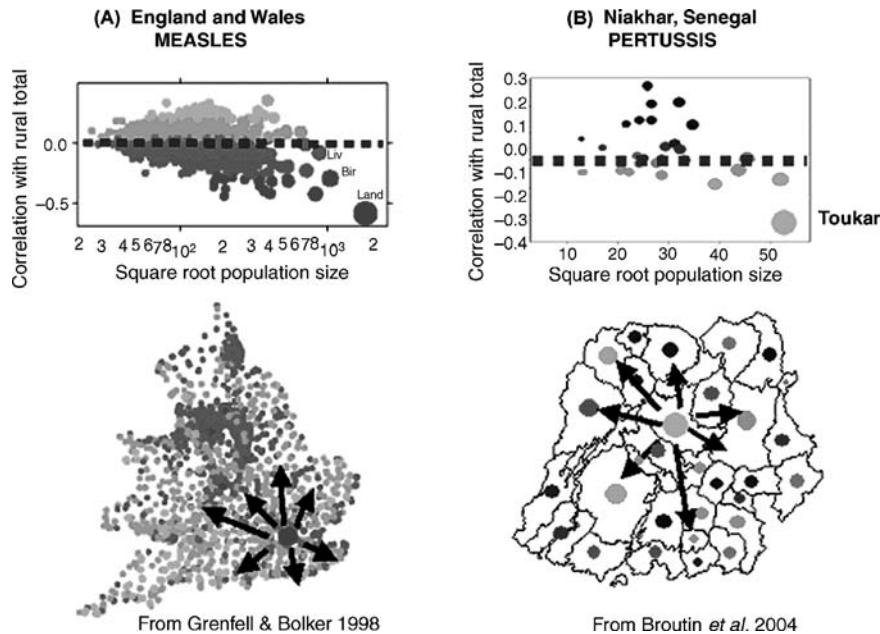 (A) England and Wales
MEASLES
Correlation with rural total
0.0
−0.5
Liv
Bir
Land
2 3 4 5 6 7 8 10² 2 3 4 5 6 7 8 10³ 2
Square root population size
From Grenfell & Bolker 1998
(B) Niakhar, Senegal
PERTUSSIS
Correlation with rural total
0.3
0.2
0.1
0.0
−0.1
−0.2
−0.3
−0.4
Toukar
10 20 30 40 50
Square root population size
From Broutin et al. 2004